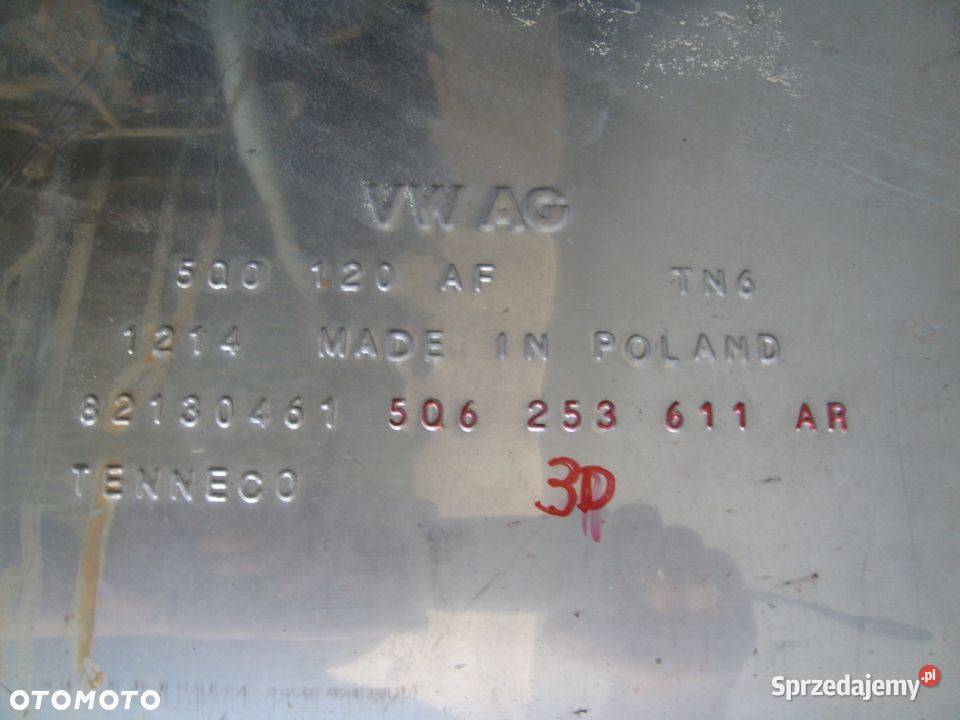 VW AG
5Q0 120 AF TN6
1214 MADE IN POLAND
82130461 5Q6 253 611 AR
TENNECO
3D
OTOMOTO
Sprzedajemy.pl